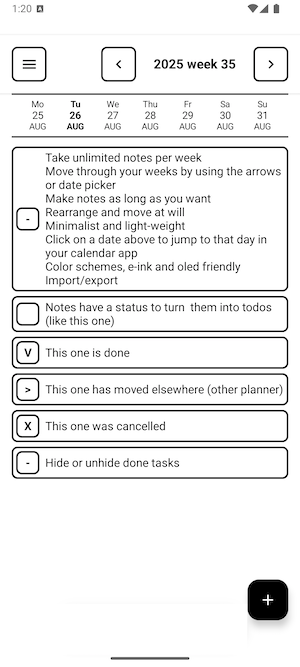 1:20 A
< 2025 week 35 >
Mo Tu We Thu Fr Sa Su
25 26 27 28 29 30 31
AUG AUG AUG AUG AUG AUG AUG
Take unlimited notes per week
Move through your weeks by using the arrows
or date picker
Make notes as long as you want
- Rearrange and move at will
Minimalist and light-weight
Click on a date above to jump to that day in
your calendar app
Color schemes, e-ink and oled friendly
Import/export
Notes have a status to turn them into todos
(like this one)
V This one is done
> This one has moved elsewhere (other planner)
X This one was cancelled
- Hide or unhide done tasks
+